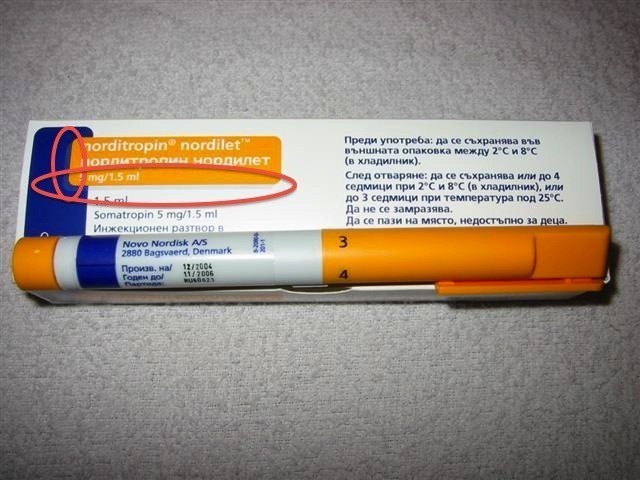 norditropin® nordilet™
нордитропин нордилет
5 mg/1.5 ml
1.5 ml
Somatropin 5 mg/1.5 ml
Инжекционен разтвор в
Преди употреба: да се съхранява във
външната опаковка между 2°C и 8°C
(в хладилник).
След отваряне: да се съхранява или до 4
седмици при 2°C и 8°C (в хладилник), или
до 3 седмици при температура под 25°C.
Да не се замразява.
Да се пази на място, недостъпно за деца.
Novo Nordisk A/S
2880 Bagsvaerd, Denmark
Произв. на/ 12/2004
Годен до/ 11/2006
Партида:
3
4